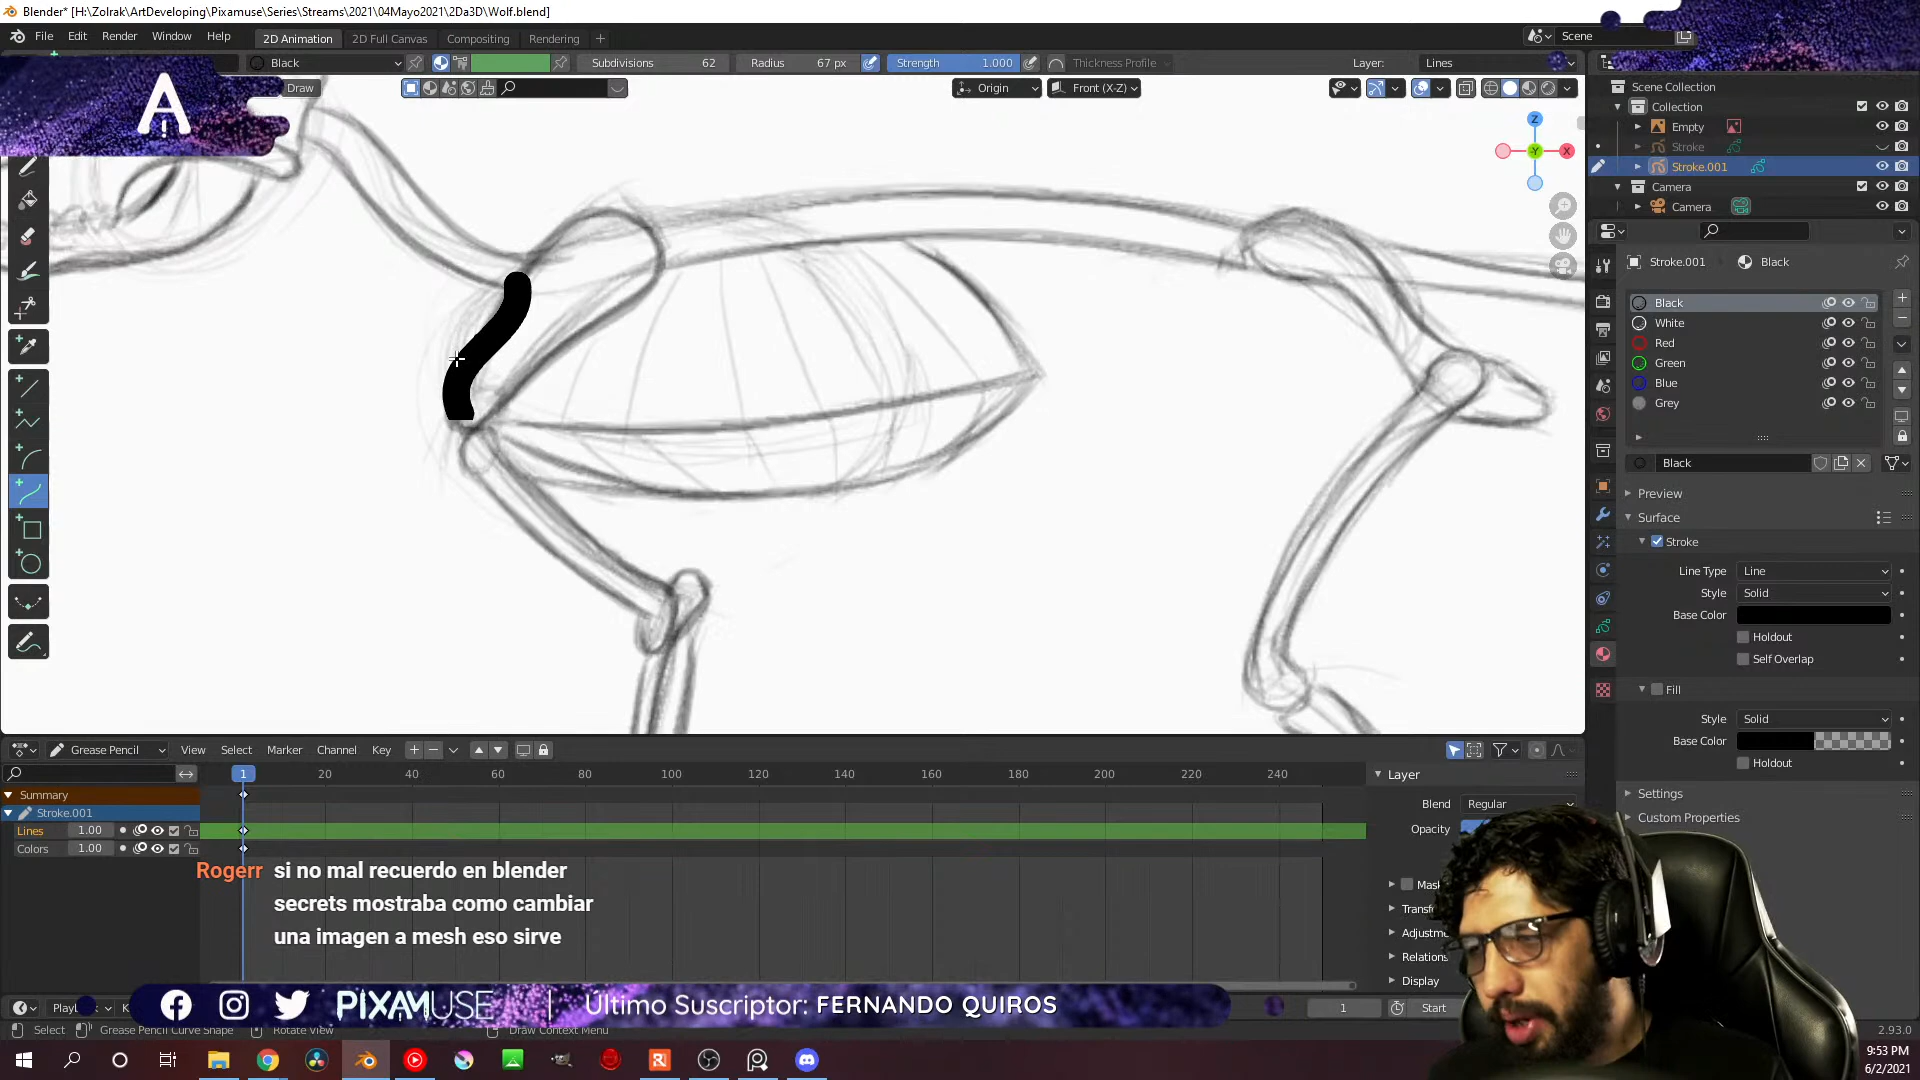 Blender* [H:\Zolrak\ArtDeveloping\Pixamuse\Series\Streams\2021\04Mayo2021\2Da3D\Wolf.blend]
File Edit Render Window Help 2D Animation 2D Full Canvas Compositing Rendering + Scene
Black Subdivisions 62 Radius 67 px Strength 1.000 Thickness Profile Layer: Lines
Draw Origin Front (X-Z)
A
Z
Y X
Scene Collection
Collection
Empty
Stroke
Stroke.001
Camera
Camera
Stroke.001 Black
Black
White
Red
Green
Blue
Grey
Black
Preview
Surface
Stroke
Line Type Line
Style Solid
Base Color
Holdout
Self Overlap
Fill
Style Solid
Base Color
Holdout
Settings
Custom Properties
Grease Pencil View Select Marker Channel Key
1 20 40 60 80 100 120 140 160 180 200 220 240
Summary
Stroke.001
Lines 1.00
Colors 1.00
Layer
Blend Regular
Opacity
Mask
Transf
Adjustme
Relations
Display
Rogerr si no mal recuerdo en blender
secrets mostraba como cambiar
una imagen a mesh eso sirve
PIXAMUSE Último Suscriptor: FERNANDO QUIROS
1 Start
Select Grease Pencil Curve Shape Rotate View Draw Context Menu 2.93.0
9:53 PM
6/2/2021